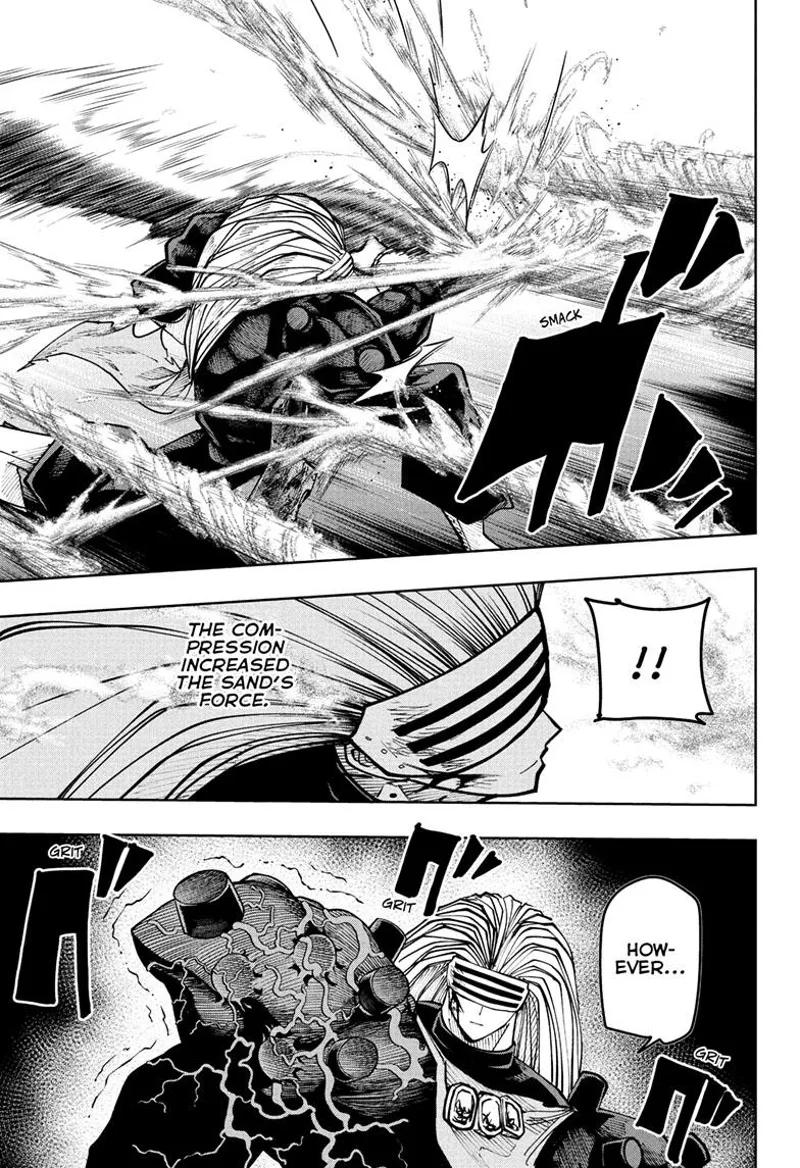 SMACK
!!
THE COM-
PRESSION
INCREASED
THE SAND'S
FORCE.
HOW-
EVER...
GRIT
GRIT
GRIT